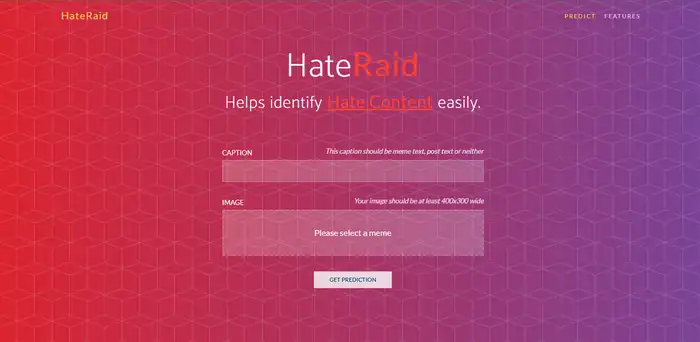 HateRaid
PREDICT FEATURES
HateRaid
Helps identify Hate Content easily.
CAPTION This caption should be meme text, post text or neither
IMAGE Your image should be at least 400x300 wide
Please select a meme
GET PREDICTION